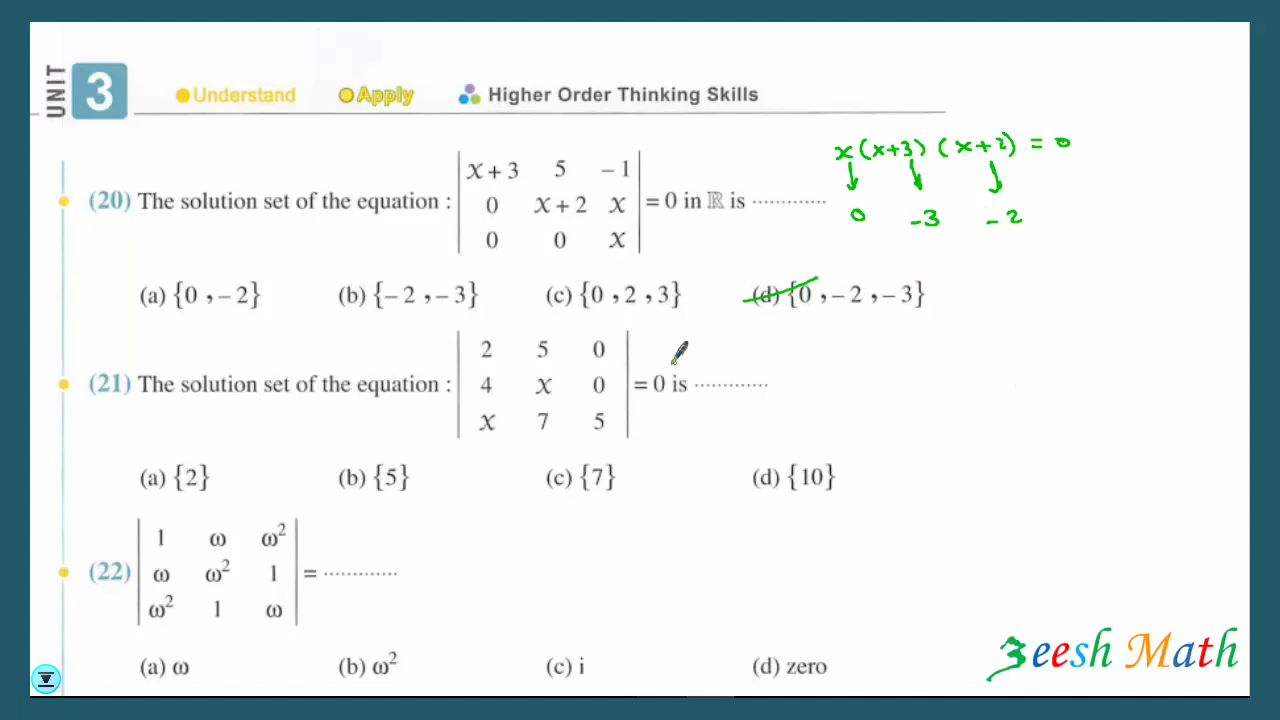 UNIT 3 Understand Apply Higher Order Thinking Skills
x(x+3)(x+2) = 0
0 -3 -2
(20) The solution set of the equation : | x + 3 5 – 1 | = 0 in ℝ is ............
0 x + 2 x
0 0 x
(a) {0 , – 2} (b) {– 2 , – 3} (c) {0 , 2 , 3} (d) {0 , – 2 , – 3}
(21) The solution set of the equation : | 2 5 0 | = 0 is ............
4 x 0
x 7 5
(a) {2} (b) {5} (c) {7} (d) {10}
(22) | 1 ω ω² | = ............
ω ω² 1
ω² 1 ω
(a) ω (b) ω² (c) i (d) zero
3eesh Math